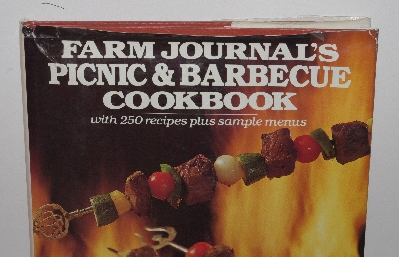 FARM JOURNAL'S
PICNIC & BARBECUE
COOKBOOK
with 250 recipes plus sample menus